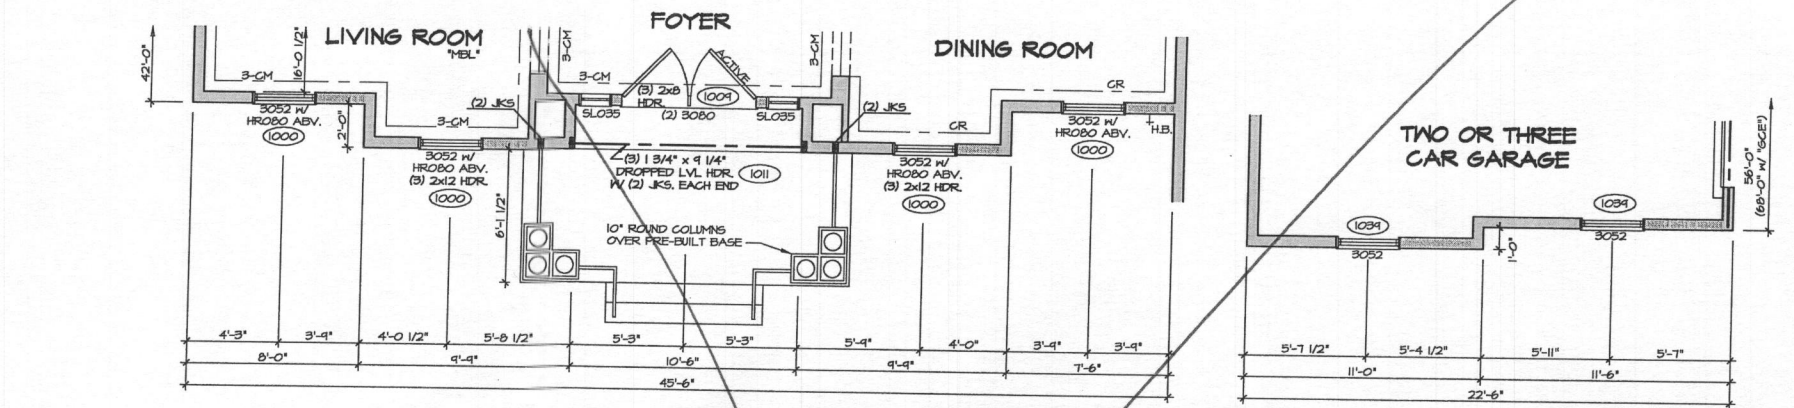 FOYER
LIVING ROOM
"MBL"
DINING ROOM
42'-0"
16'-0 1/2"
3-CM
3-CM
3-CM
3-CM
3-CM
ACTIVE
(3) 2x8
HDR.
1009
(2) 3080
SL035
SL035
(2) JKS
(2) JKS
CR
CR
3052 W/
HR080 ABV.
1000
2'-0"
3052 W/
HR080 ABV.
(3) 2x12 HDR.
1000
(3) 1 3/4" x 9 1/4"
DROPPED LVL HDR.
W/ (2) JKS. EACH END
1011
3052 W/
HR080 ABV.
(3) 2x12 HDR.
1000
3052 W/
HR080 ABV.
1000
H.B.
6'-1 1/2"
10" ROUND COLUMNS
OVER PRE-BUILT BASE
4'-3" 3'-9" 4'-0 1/2" 5'-8 1/2" 5'-3" 5'-3" 5'-9" 4'-0" 3'-9" 3'-9"
8'-0" 9'-9" 10'-6" 9'-9" 7'-6"
45'-6"
TWO OR THREE
CAR GARAGE
56'-0"
(68'-0" W/ "GCE")
1039
3052
1039
3052
1'-0"
5'-7 1/2" 5'-4 1/2" 5'-11" 5'-7"
11'-0" 11'-6"
22'-6"